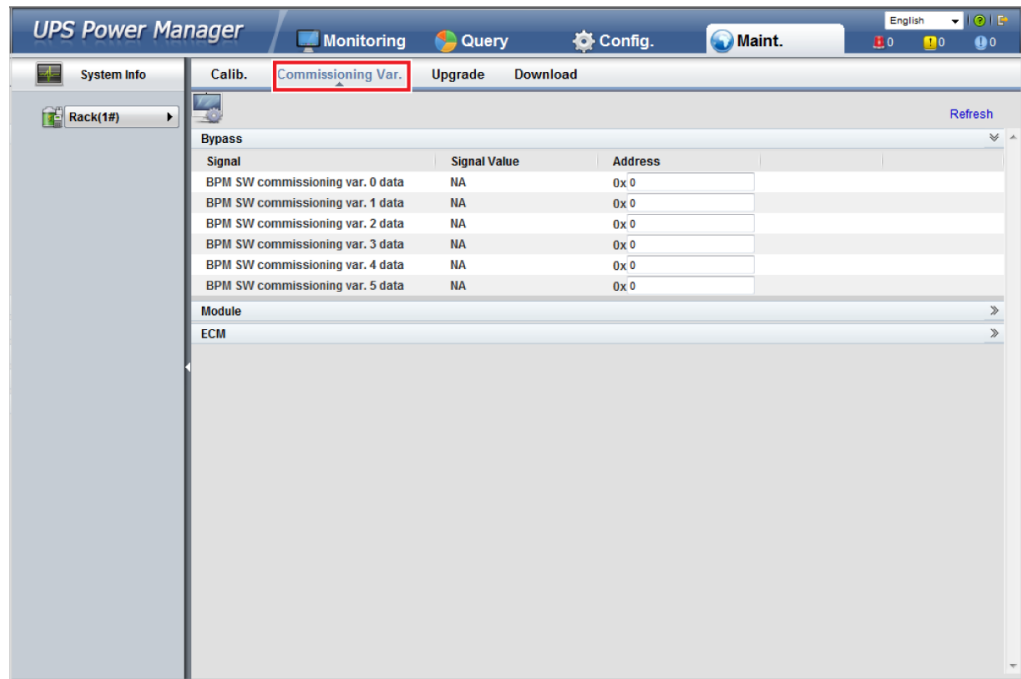 UPS Power Manager
Monitoring Query Config. Maint.
English
0 0 0
System Info
Rack(1#)
Calib. Commissioning Var. Upgrade Download
Refresh
Bypass
Signal Signal Value Address
BPM SW commissioning var. 0 data NA 0x 0
BPM SW commissioning var. 1 data NA 0x 0
BPM SW commissioning var. 2 data NA 0x 0
BPM SW commissioning var. 3 data NA 0x 0
BPM SW commissioning var. 4 data NA 0x 0
BPM SW commissioning var. 5 data NA 0x 0
Module
ECM